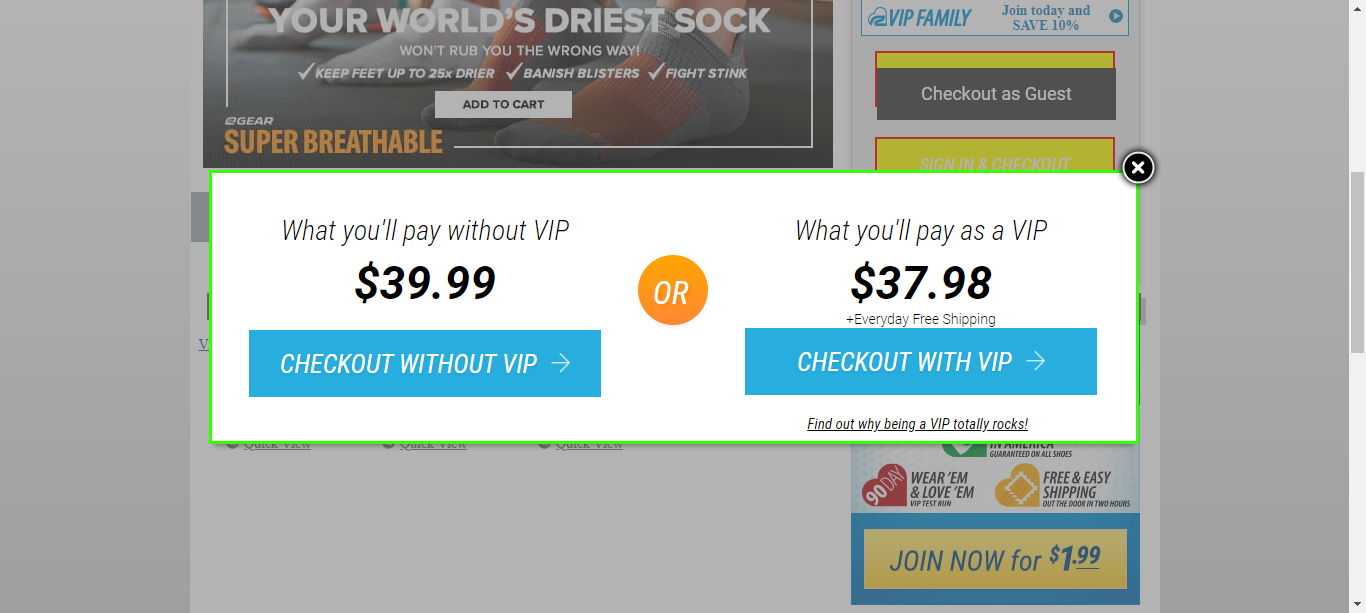 YOUR WORLD'S DRIEST SOCK
WON'T RUB YOU THE WRONG WAY!
KEEP FEET UP TO 25x DRIER BANISH BLISTERS FIGHT STINK
ADD TO CART
GEAR
SUPER BREATHABLE
VIP FAMILY
Join today and
SAVE 10%
Checkout as Guest
SIGN IN & CHECKOUT
What you'll pay without VIP
$39.99
CHECKOUT WITHOUT VIP
OR
What you'll pay as a VIP
$37.98
+Everyday Free Shipping
CHECKOUT WITH VIP
Find out why being a VIP totally rocks!
Quick View
Quick View
Quick View
IN AMERICA
GUARANTEED ON ALL SHOES
90 DAY
WEAR 'EM
& LOVE 'EM
VIP TEST RUN
FREE & EASY
SHIPPING
OUT THE DOOR IN TWO HOURS
JOIN NOW for $1.99